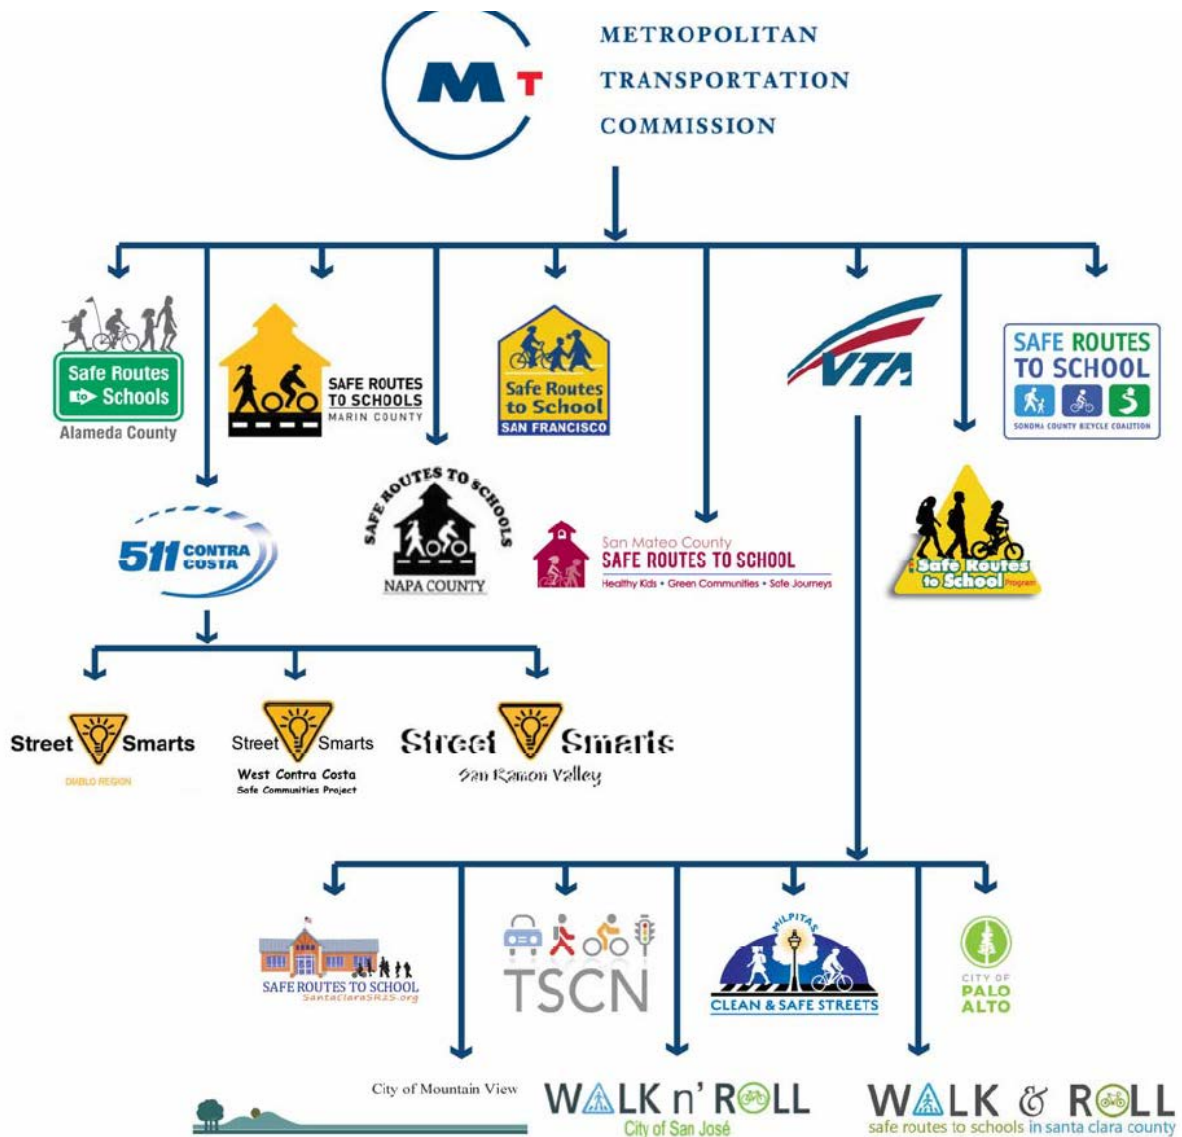 M T
METROPOLITAN
TRANSPORTATION
COMMISSION
Safe Routes
to Schools
Alameda County
SAFE ROUTES
TO SCHOOLS
MARIN COUNTY
Safe Routes
to School
SAN FRANCISCO
VTA
SAFE ROUTES
TO SCHOOL
SONOMA COUNTY BICYCLE COALITION
511 CONTRA
COSTA
SAFE ROUTES TO SCHOOLS
NAPA COUNTY
San Mateo County
SAFE ROUTES TO SCHOOL
Healthy Kids • Green Communities • Safe Journeys
Safe Routes
to School Program
Street Smarts
DIABLO REGION
Street Smarts
West Contra Costa
Safe Communities Project
Street Smarts
San Ramon Valley
SAFE ROUTES TO SCHOOL
SantaClaraSR2S.org
TSCN
MILPITAS
CLEAN & SAFE STREETS
CITY OF
PALO
ALTO
City of Mountain View
WALK n' ROLL
City of San José
WALK & ROLL
safe routes to schools in santa clara county